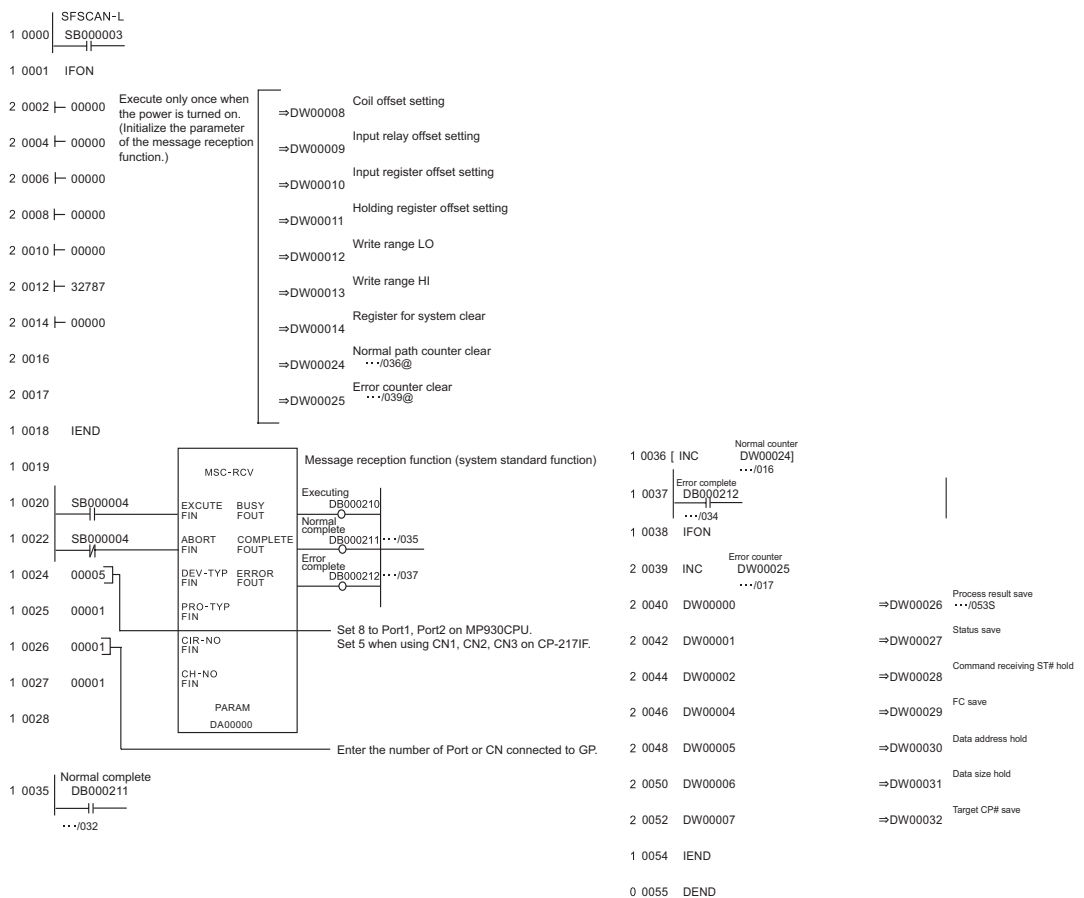 SFSCAN-L
1 0000 SB000003
1 0001 IFON
2 0002 00000 ⇒DW00008 Coil offset setting
Execute only once when
the power is turned on.
(Initialize the parameter
of the message reception
function.)
2 0004 00000 ⇒DW00009 Input relay offset setting
2 0006 00000 ⇒DW00010 Input register offset setting
2 0008 00000 ⇒DW00011 Holding register offset setting
2 0010 00000 ⇒DW00012 Write range LO
2 0012 32787 ⇒DW00013 Write range HI
2 0014 00000 ⇒DW00014 Register for system clear
2 0016 ⇒DW00024 Normal path counter clear
···/036@
2 0017 ⇒DW00025 Error counter clear
···/039@
1 0018 IEND
1 0019 MSC-RCV Message reception function (system standard function)
1 0020 SB000004 EXCUTE FIN BUSY FOUT Executing DB000210
1 0022 SB000004 ABORT FIN COMPLETE FOUT Normal complete DB000211 ···/035
1 0024 00005 DEV-TYP FIN ERROR FOUT Error complete DB000212 ···/037
1 0025 00001 PRO-TYP FIN
Set 8 to Port1, Port2 on MP930CPU.
Set 5 when using CN1, CN2, CN3 on CP-217IF.
1 0026 00001 CIR-NO FIN
1 0027 00001 CH-NO FIN
1 0028 PARAM
DA00000
Enter the number of Port or CN connected to GP.
Normal complete
1 0035 DB000211
···/032
Normal counter
1 0036 [ INC DW00024]
···/016
Error complete
1 0037 DB000212
···/034
1 0038 IFON
Error counter
2 0039 INC DW00025
···/017
2 0040 DW00000 ⇒DW00026 Process result save
···/053S
2 0042 DW00001 ⇒DW00027 Status save
2 0044 DW00002 ⇒DW00028 Command receiving ST# hold
2 0046 DW00004 ⇒DW00029 FC save
2 0048 DW00005 ⇒DW00030 Data address hold
2 0050 DW00006 ⇒DW00031 Data size hold
2 0052 DW00007 ⇒DW00032 Target CP# save
1 0054 IEND
0 0055 DEND